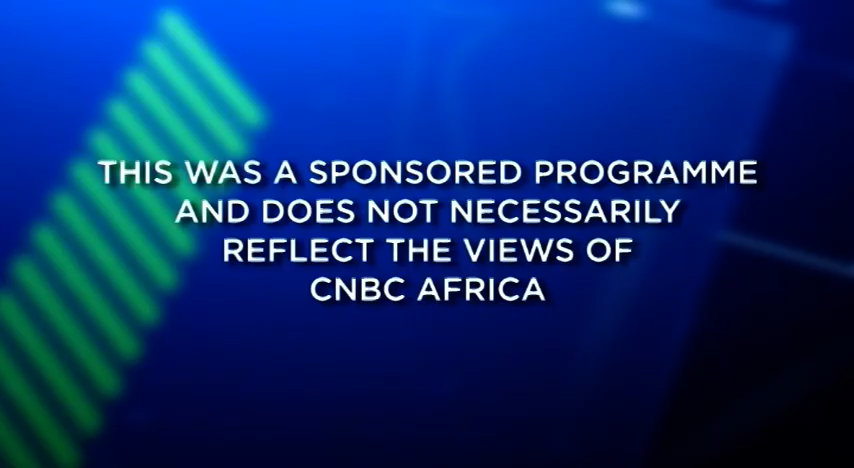 THIS WAS A SPONSORED PROGRAMME
AND DOES NOT NECESSARILY
REFLECT THE VIEWS OF
CNBC AFRICA